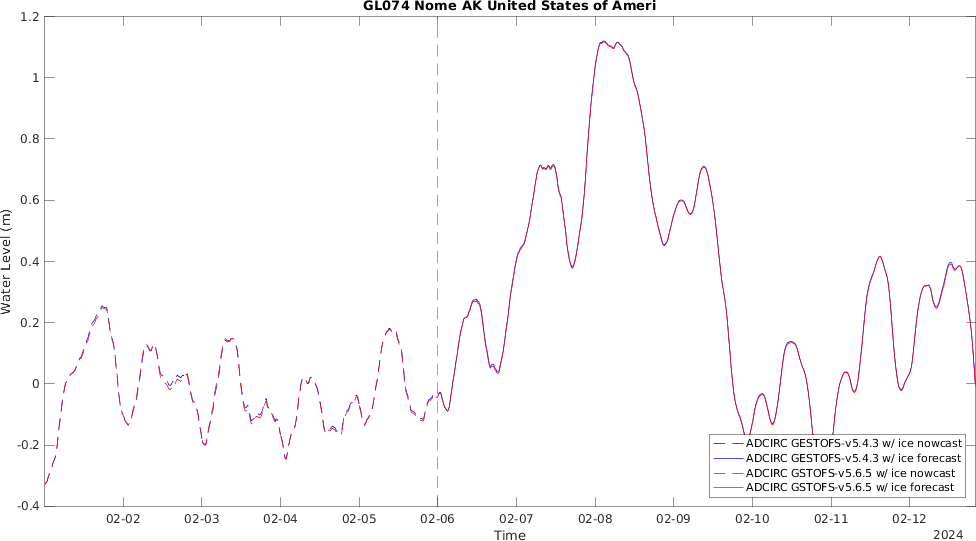 GL074 Nome AK United States of Ameri
1.2
1
0.8
0.6
0.4
0.2
0
-0.2
-0.4
Water Level (m)
ADCIRC GESTOFS-v5.4.3 w/ ice nowcast
ADCIRC GESTOFS-v5.4.3 w/ ice forecast
ADCIRC GSTOFS-v5.6.5 w/ ice nowcast
ADCIRC GSTOFS-v5.6.5 w/ ice forecast
02-02 02-03 02-04 02-05 02-06 02-07 02-08 02-09 02-10 02-11 02-12
Time
2024